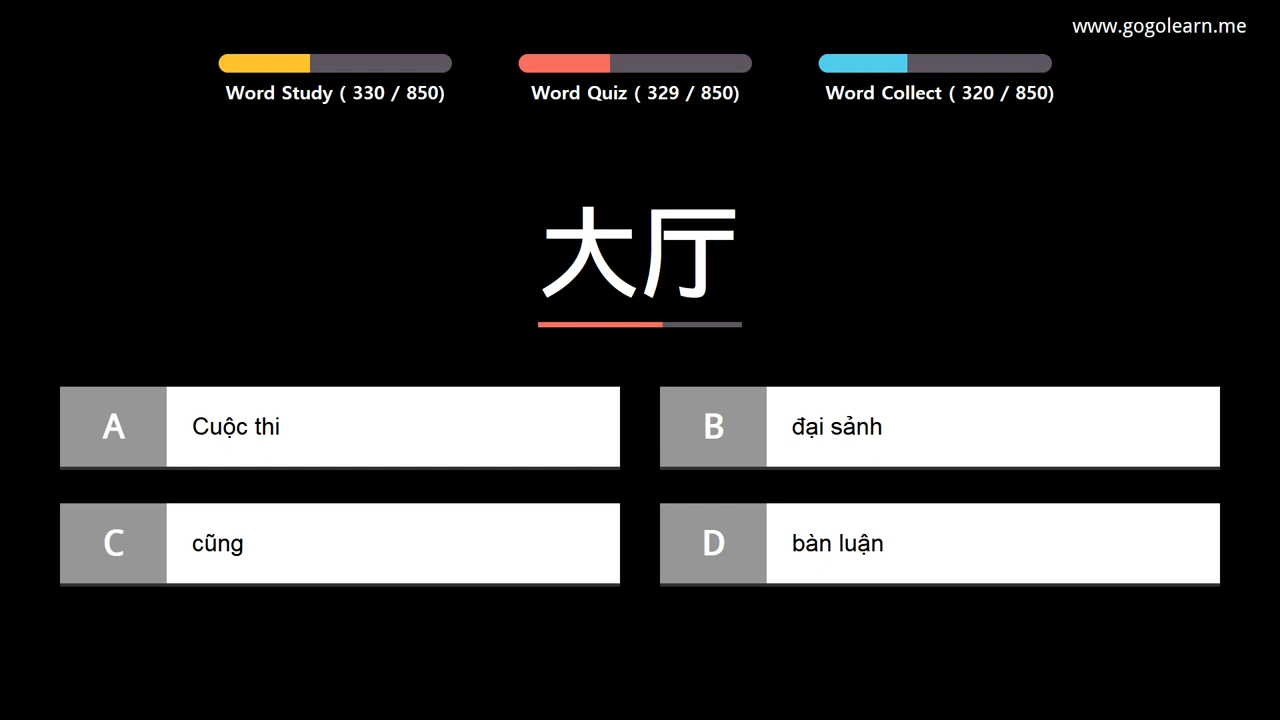 www.gogolearn.me
Word Study ( 330 / 850)
Word Quiz ( 329 / 850)
Word Collect ( 320 / 850)
大厅
A Cuộc thi
B đại sảnh
C cũng
D bàn luận